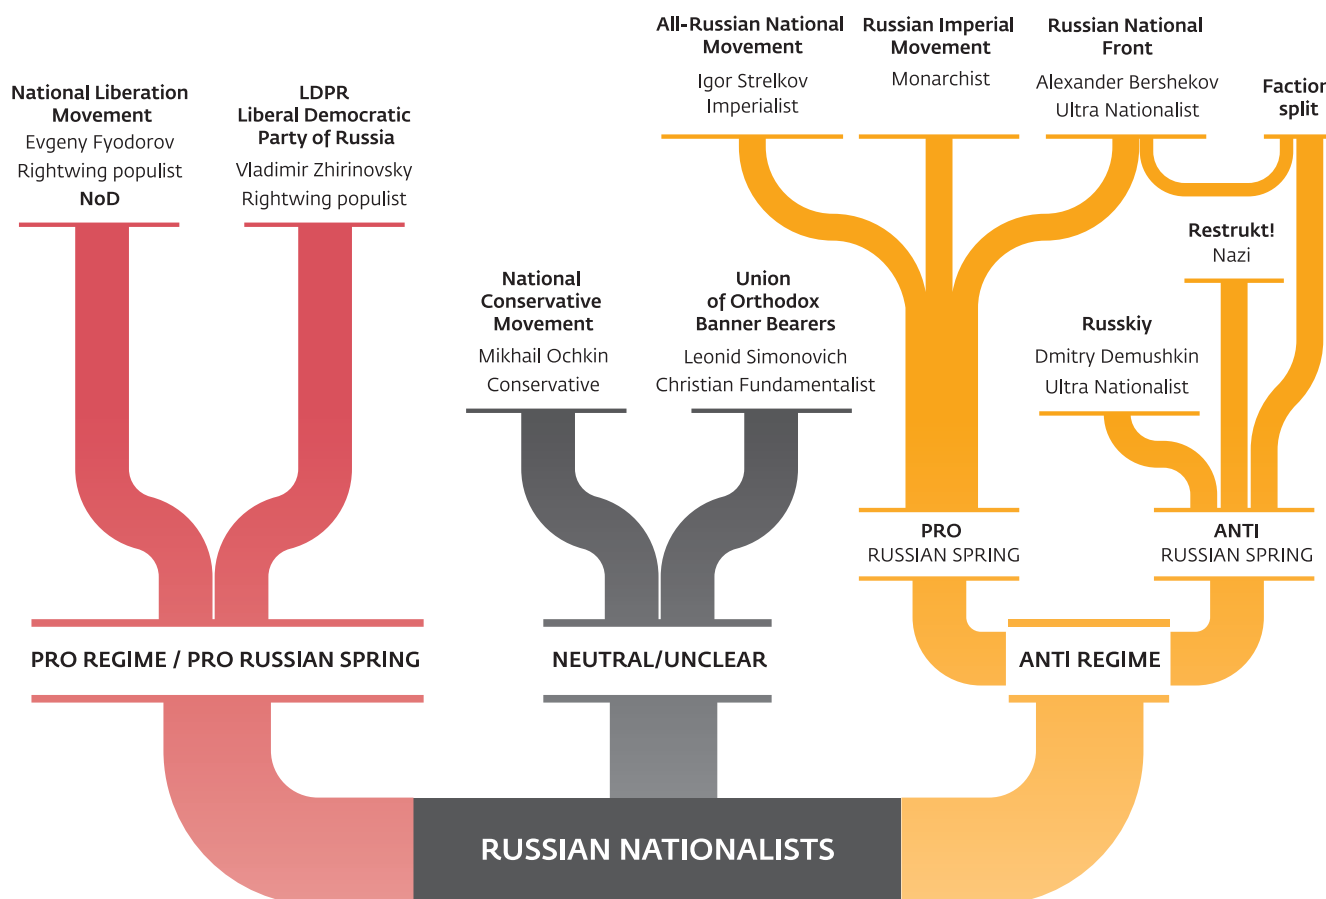 All-Russian National
Movement
Igor Strelkov
Imperialist
Russian Imperial
Movement
Monarchist
Russian National
Front
Alexander Bershekov
Ultra Nationalist
Faction
split
National Liberation
Movement
Evgeny Fyodorov
Rightwing populist
NoD
LDPR
Liberal Democratic
Party of Russia
Vladimir Zhirinovsky
Rightwing populist
National
Conservative
Movement
Mikhail Ochkin
Conservative
Union
of Orthodox
Banner Bearers
Leonid Simonovich
Christian Fundamentalist
Restrukt!
Nazi
Russkiy
Dmitry Demushkin
Ultra Nationalist
PRO
RUSSIAN SPRING
ANTI
RUSSIAN SPRING
PRO REGIME / PRO RUSSIAN SPRING
NEUTRAL/UNCLEAR
ANTI REGIME
RUSSIAN NATIONALISTS